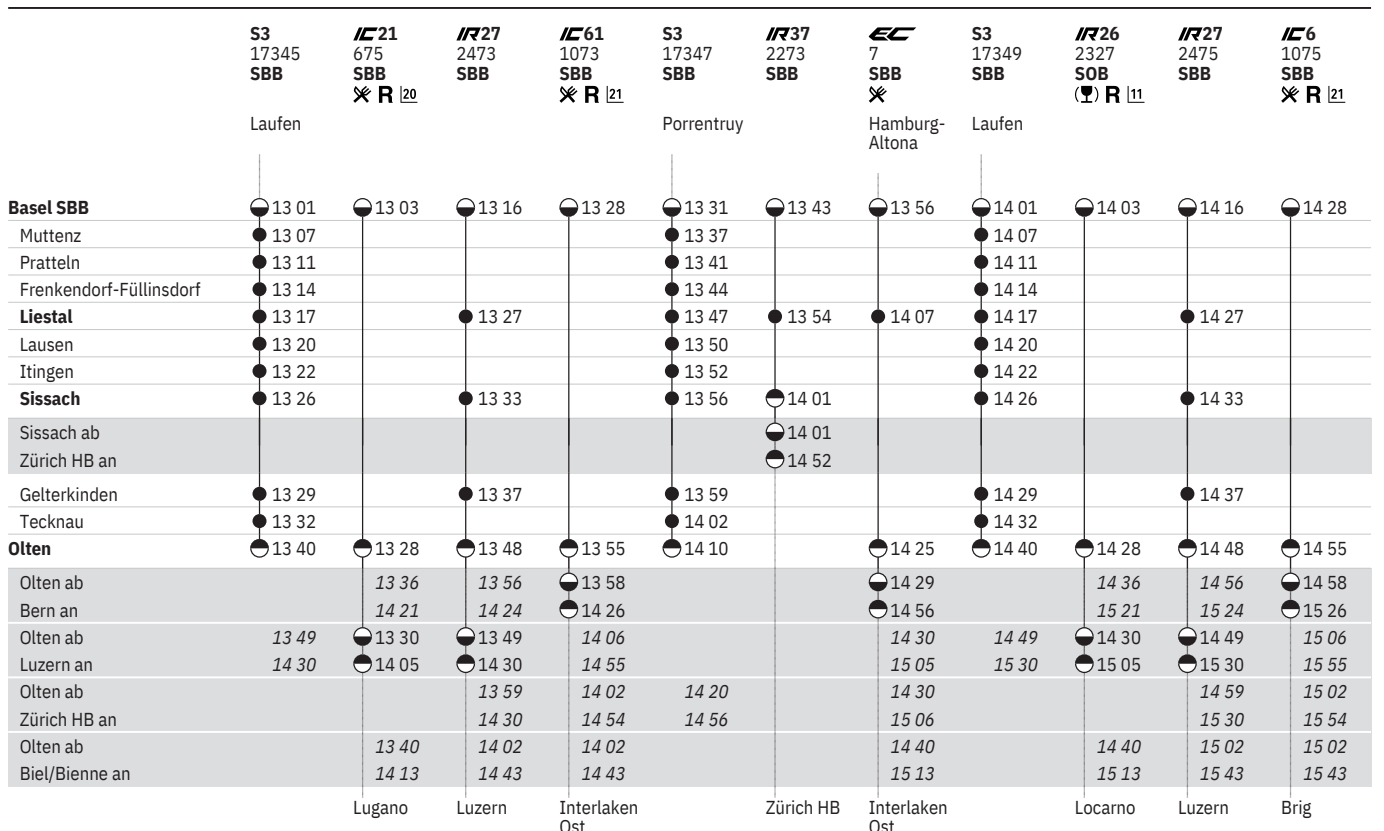 S3 IC21 IR27 IC61 S3 IR37 EC S3 IR26 IR27 IC6
17345 675 2473 1073 17347 2273 7 17349 2327 2475 1075
SBB SBB SBB SBB SBB SBB SBB SBB SOB SBB SBB
R 20 R 21 R 11 R 21
Laufen Porrentruy Hamburg- Laufen
Altona
Basel SBB 13 01 13 03 13 16 13 28 13 31 13 43 13 56 14 01 14 03 14 16 14 28
Muttenz 13 07 13 37 14 07
Pratteln 13 11 13 41 14 11
Frenkendorf-Füllinsdorf 13 14 13 44 14 14
Liestal 13 17 13 27 13 47 13 54 14 07 14 17 14 27
Lausen 13 20 13 50 14 20
Itingen 13 22 13 52 14 22
Sissach 13 26 13 33 13 56 14 01 14 26 14 33
Sissach ab 14 01
Zürich HB an 14 52
Gelterkinden 13 29 13 37 13 59 14 29 14 37
Tecknau 13 32 14 02 14 32
Olten 13 40 13 28 13 48 13 55 14 10 14 25 14 40 14 28 14 48 14 55
Olten ab 13 36 13 56 13 58 14 29 14 36 14 56 14 58
Bern an 14 21 14 24 14 26 14 56 15 21 15 24 15 26
Olten ab 13 49 13 30 13 49 14 06 14 30 14 49 14 30 14 49 15 06
Luzern an 14 30 14 05 14 30 14 55 15 05 15 30 15 05 15 30 15 55
Olten ab 13 59 14 02 14 20 14 30 14 59 15 02
Zürich HB an 14 30 14 54 14 56 15 06 15 30 15 54
Olten ab 13 40 14 02 14 02 14 40 14 40 15 02 15 02
Biel/Bienne an 14 13 14 43 14 43 15 13 15 13 15 43 15 43
Lugano Luzern Interlaken Zürich HB Interlaken Locarno Luzern Brig
Ost Ost